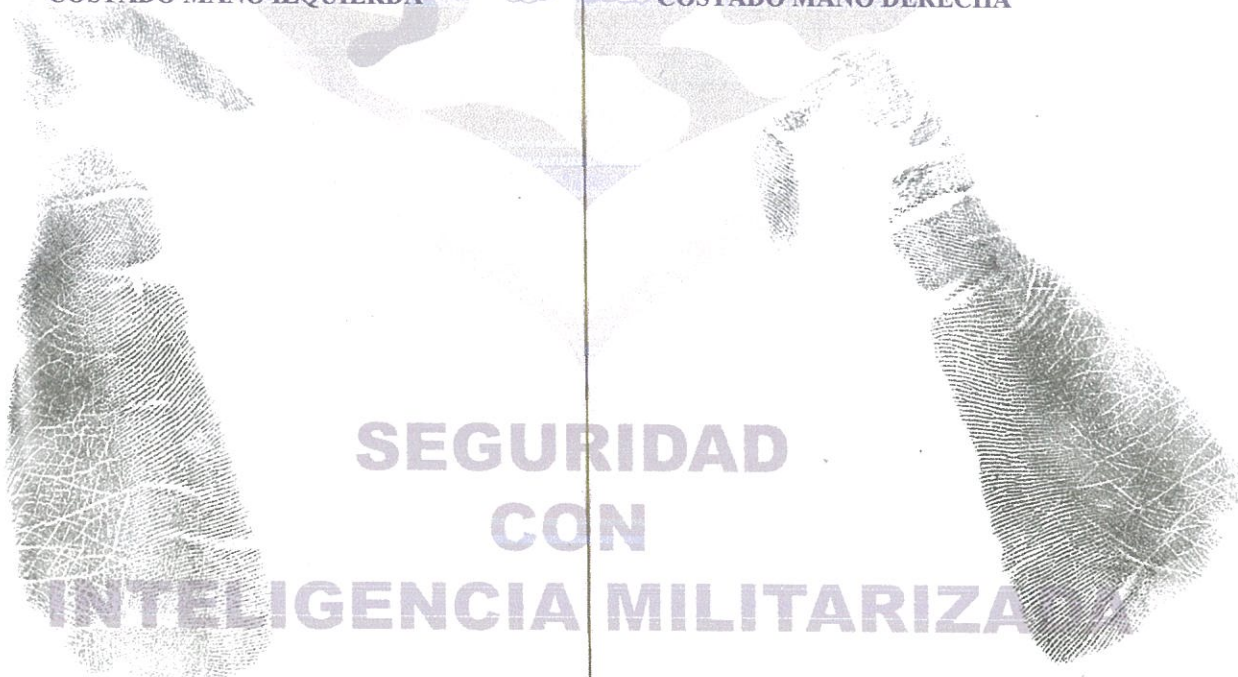 COSTADO MANO IZQUIERDA
COSTADO MANO DERECHA
SEGURIDAD
CON
INTELIGENCIA MILITARIZADA